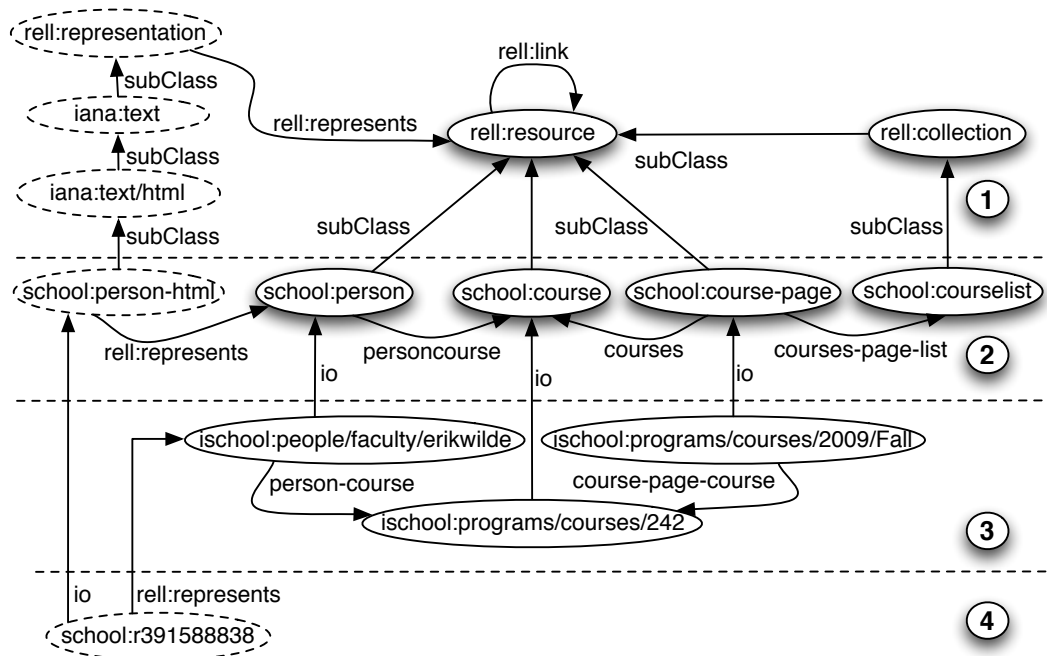 rell:representation
rell:link
subClass
iana:text
rell:represents
rell:resource
rell:collection
subClass
subClass
iana:text/html
1
subClass
subClass
subClass
subClass
school:person-html
school:person
school:course
school:course-page
school:courselist
rell:represents
personcourse
courses
courses-page-list
2
io
io
io
ischool:people/faculty/erikwilde
ischool:programs/courses/2009/Fall
person-course
course-page-course
ischool:programs/courses/242
3
io
rell:represents
school:r391588838
4